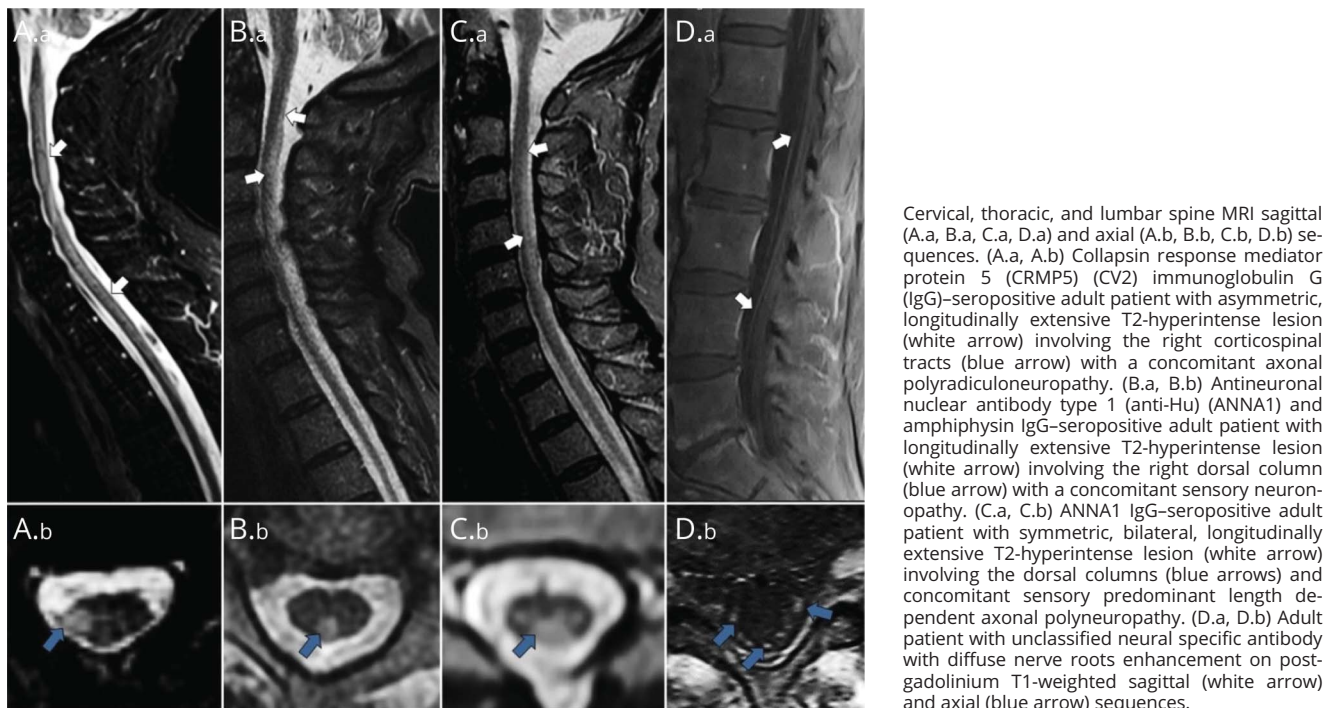 A.a
B.a
C.a
D.a
A.b
B.b
C.b
D.b
Cervical, thoracic, and lumbar spine MRI sagittal
(A.a, B.a, C.a, D.a) and axial (A.b, B.b, C.b, D.b) se-
quences. (A.a, A.b) Collapsin response mediator
protein 5 (CRMP5) (CV2) immunoglobulin G
(IgG)–seropositive adult patient with asymmetric,
longitudinally extensive T2-hyperintense lesion
(white arrow) involving the right corticospinal
tracts (blue arrow) with a concomitant axonal
polyradiculoneuropathy. (B.a, B.b) Antineuronal
nuclear antibody type 1 (anti-Hu) (ANNA1) and
amphiphysin IgG–seropositive adult patient with
longitudinally extensive T2-hyperintense lesion
(white arrow) involving the right dorsal column
(blue arrow) with a concomitant sensory neuron-
opathy. (C.a, C.b) ANNA1 IgG–seropositive adult
patient with symmetric, bilateral, longitudinally
extensive T2-hyperintense lesion (white arrow)
involving the dorsal columns (blue arrows) and
concomitant sensory predominant length de-
pendent axonal polyneuropathy. (D.a, D.b) Adult
patient with unclassified neural specific antibody
with diffuse nerve roots enhancement on post-
gadolinium T1-weighted sagittal (white arrow)
and axial (blue arrow) sequences.